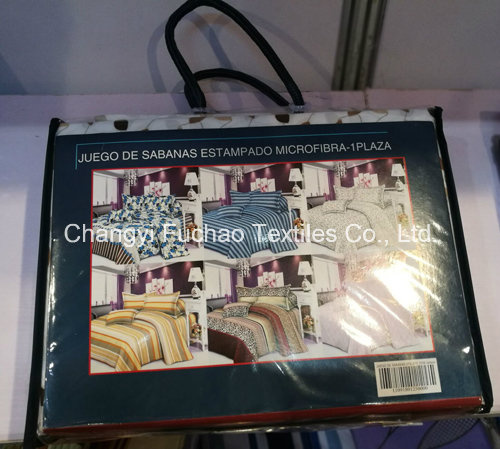 JUEGO DE SABANAS ESTAMPADO MICROFIBRA-1PLAZA
Changyi Fuchao Textiles Co., Ltd.